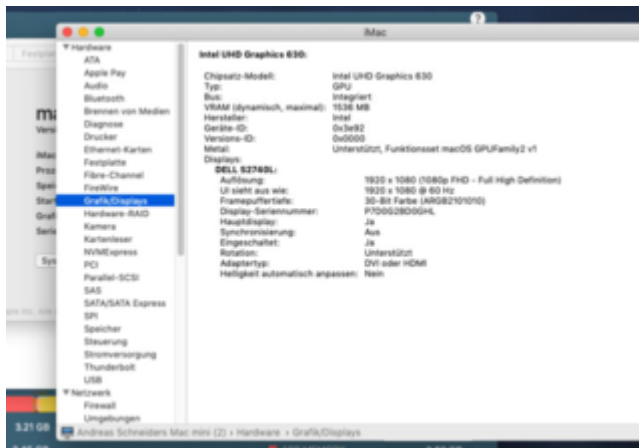 iMac
Hardware
ATA
Apple Pay
Audio
Bluetooth
Brennen von Medien
Diagnose
Drucker
Ethernet-Karten
Festplatte
Fibre-Channel
FireWire
Grafik/Displays
Hardware-RAID
Kamera
Kartenleser
NVMExpress
PCI
Parallel-SCSI
SAS
SATA/SATA Express
SPI
Speicher
Steuerung
Stromversorgung
Thunderbolt
USB
Netzwerk
Firewall
Umgebungen
Intel UHD Graphics 630:
Chipsatz-Modell: Intel UHD Graphics 630
Typ: GPU
Bus: Integriert
VRAM (dynamisch, maximal): 1536 MB
Hersteller: Intel
Geräte-ID: 0x3e92
Versions-ID: 0x0000
Metal: Unterstützt, Funktionsset macOS GPUFamily2 v1
Displays:
DELL S2740L:
Auflösung: 1920 x 1080 (1080p FHD - Full High Definition)
UI sieht aus wie: 1920 x 1080 @ 60 Hz
Framepuffertiefe: 30-Bit Farbe (ARGB2101010)
Display-Seriennummer:
Hauptdisplay: Ja
Synchronisierung: Aus
Eingeschaltet: Ja
Rotation: Unterstützt
Adaptertyp: DVI oder HDMI
Helligkeit automatisch anpassen: Nein
Andreas Schneiders Mac mini (2) › Hardware › Grafik/Displays
3.21 GB